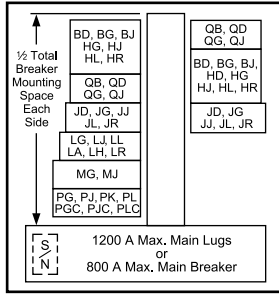 ½ Total
Breaker
Mounting
Space
Each
Side
BD, BG, BJ
HG, HJ
HL, HR
QB, QD
QG, QJ
JD, JG, JJ
JL, JR
LG, LJ, LL
LA, LH, LR
MG, MJ
PG, PJ, PK, PL
PGC, PJC, PLC
QB, QD
QG, QJ
BD, BG, BJ,
HD, HG
HJ, HL, HR
JD, JG
JJ, JL, JR
S/N
1200 A Max. Main Lugs
or
800 A Max. Main Breaker